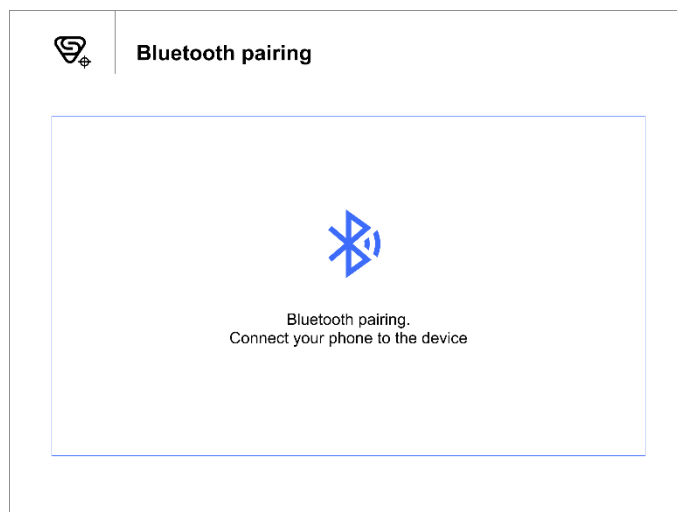 Bluetooth pairing
Bluetooth pairing.
Connect your phone to the device